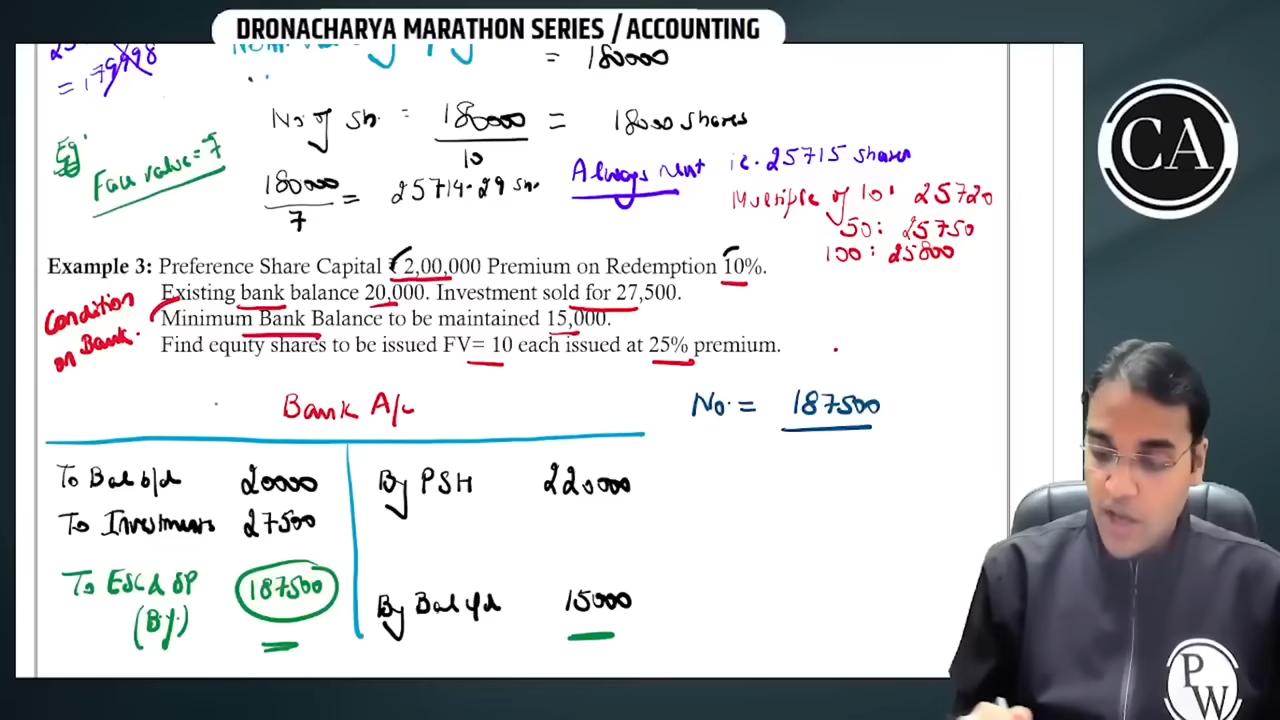 DRONACHARYA MARATHON SERIES / ACCOUNTING
= 179998
= 180000
No of sh. = 180000 / 10 = 18000 shares
Eg:
Face value = 7
180000 / 7 = 25714.29 sh.
Always next i.e. 25715 shares
Multiple of 10: 25720
50: 25750
100: 25800
Example 3: Preference Share Capital ₹ 2,00,000 Premium on Redemption 10%.
Existing bank balance 20,000. Investment sold for 27,500.
Minimum Bank Balance to be maintained 15,000.
Find equity shares to be issued FV= 10 each issued at 25% premium.
Condition
on Bank.
Bank A/c
No. = 187500
To Bal b/d 20000 By PSH 220000
To Investments 27500
To ESC & SP 187500 By Bal c/d 15000
(B/f)
CA
P
W